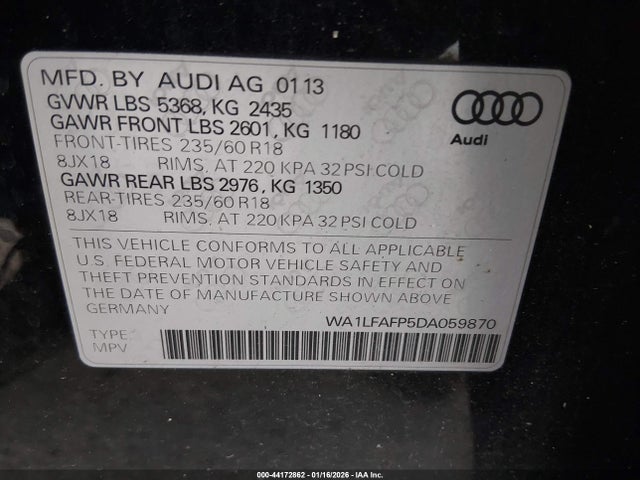 MFD. BY AUDI AG 01 13
GVWR LBS 5368, KG 2435
GAWR FRONT LBS 2601, KG 1180
FRONT-TIRES 235/60 R18
8JX18 RIMS, AT 220 KPA 32 PSI COLD
GAWR REAR LBS 2976, KG 1350
REAR-TIRES 235/60 R18
8JX18 RIMS, AT 220 KPA 32 PSI COLD
Audi
THIS VEHICLE CONFORMS TO ALL APPLICABLE
U.S. FEDERAL MOTOR VEHICLE SAFETY AND
THEFT PREVENTION STANDARDS IN EFFECT ON
THE DATE OF MANUFACTURE SHOWN ABOVE
GERMANY
WA1LFAFP5DA059870
TYPE
MPV
000-44172862 - 01/16/2026 - IAA Inc.